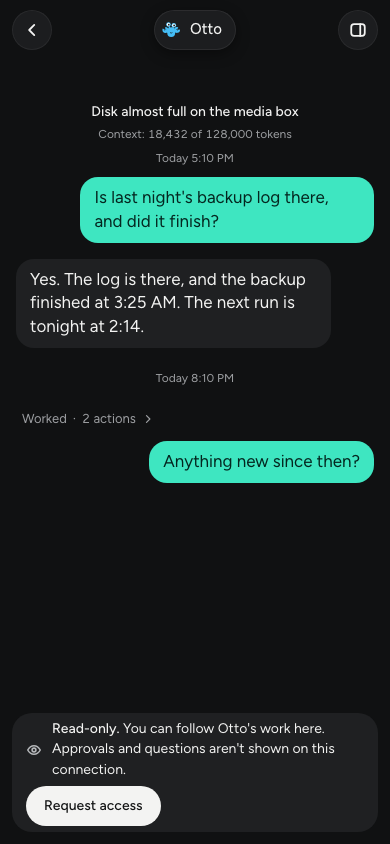 Otto
Disk almost full on the media box
Context: 18,432 of 128,000 tokens
Today 5:10 PM
Is last night's backup log there,
and did it finish?
Yes. The log is there, and the backup
finished at 3:25 AM. The next run is
tonight at 2:14.
Today 8:10 PM
Worked · 2 actions
Anything new since then?
Read-only. You can follow Otto's work here.
Approvals and questions aren't shown on this
connection.
Request access